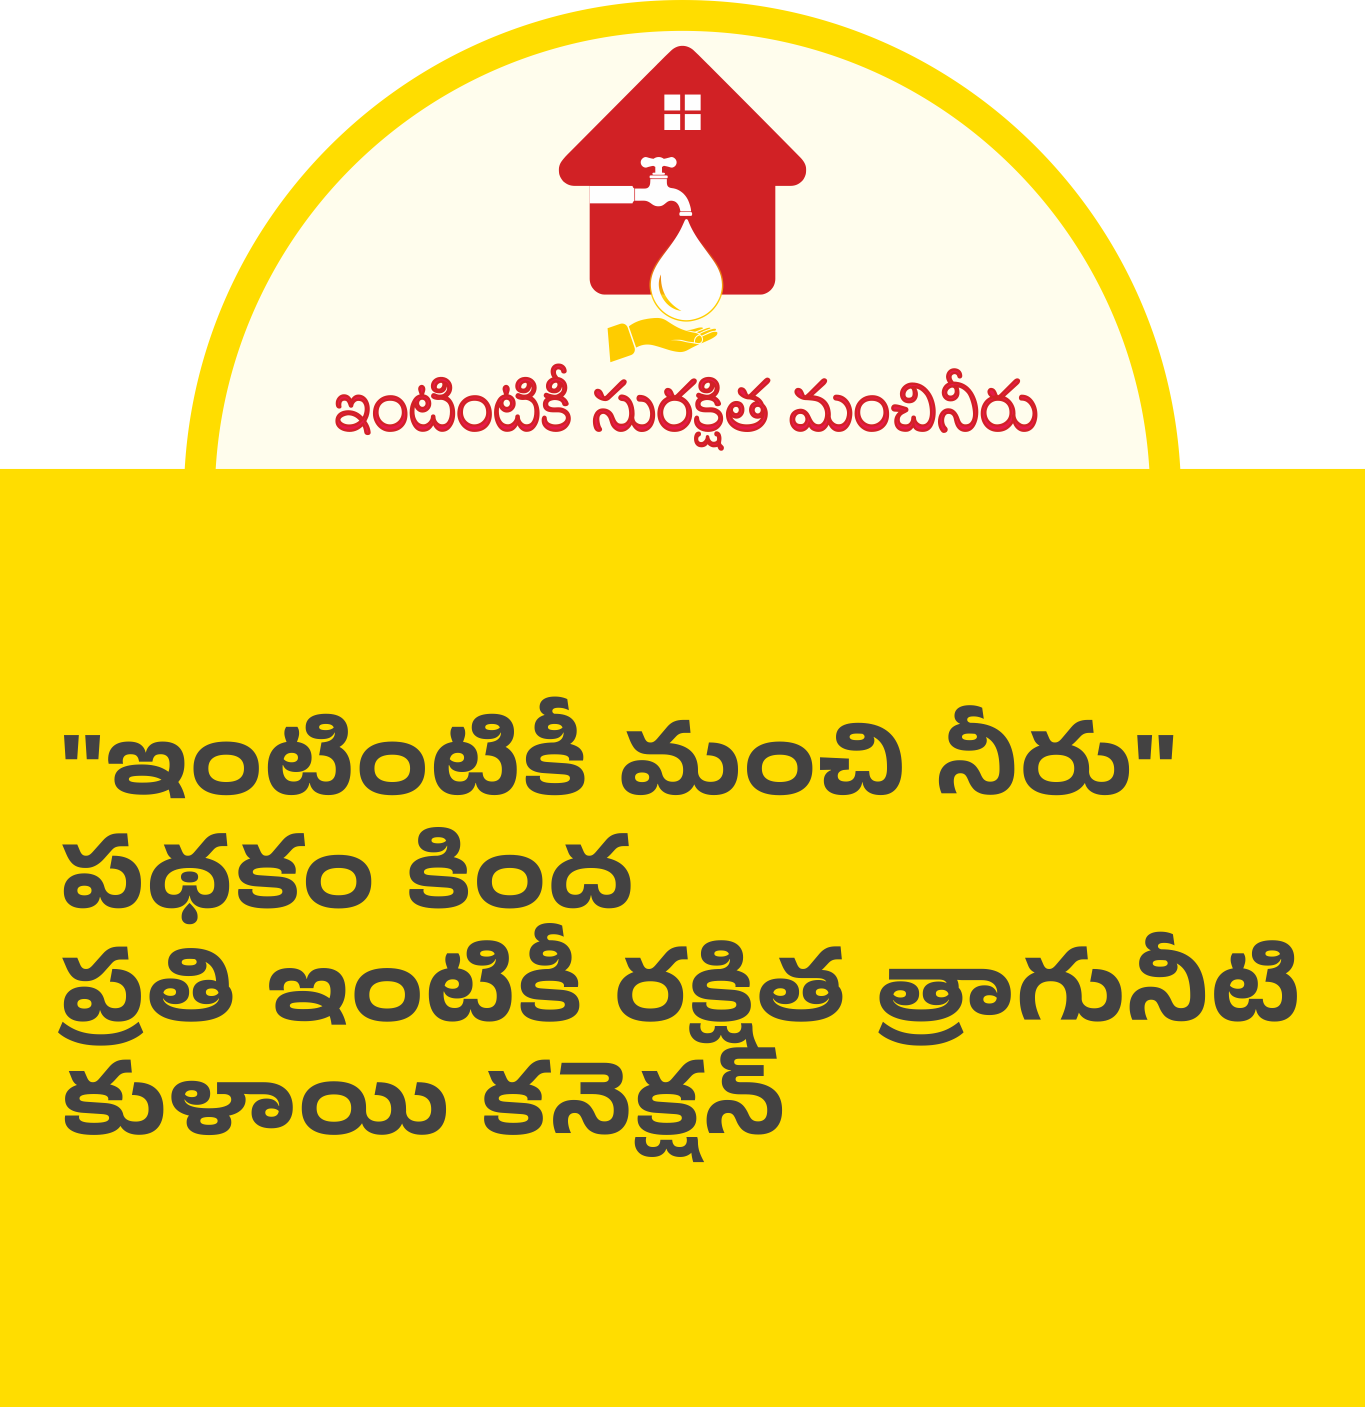 ఇంటింటికీ సురక్షిత మంచినీరు
"ఇంటింటికీ మంచి నీరు"
పథకం కింద
ప్రతి ఇంటికీ రక్షిత త్రాగునీటి
కుళాయి కనెక్షన్